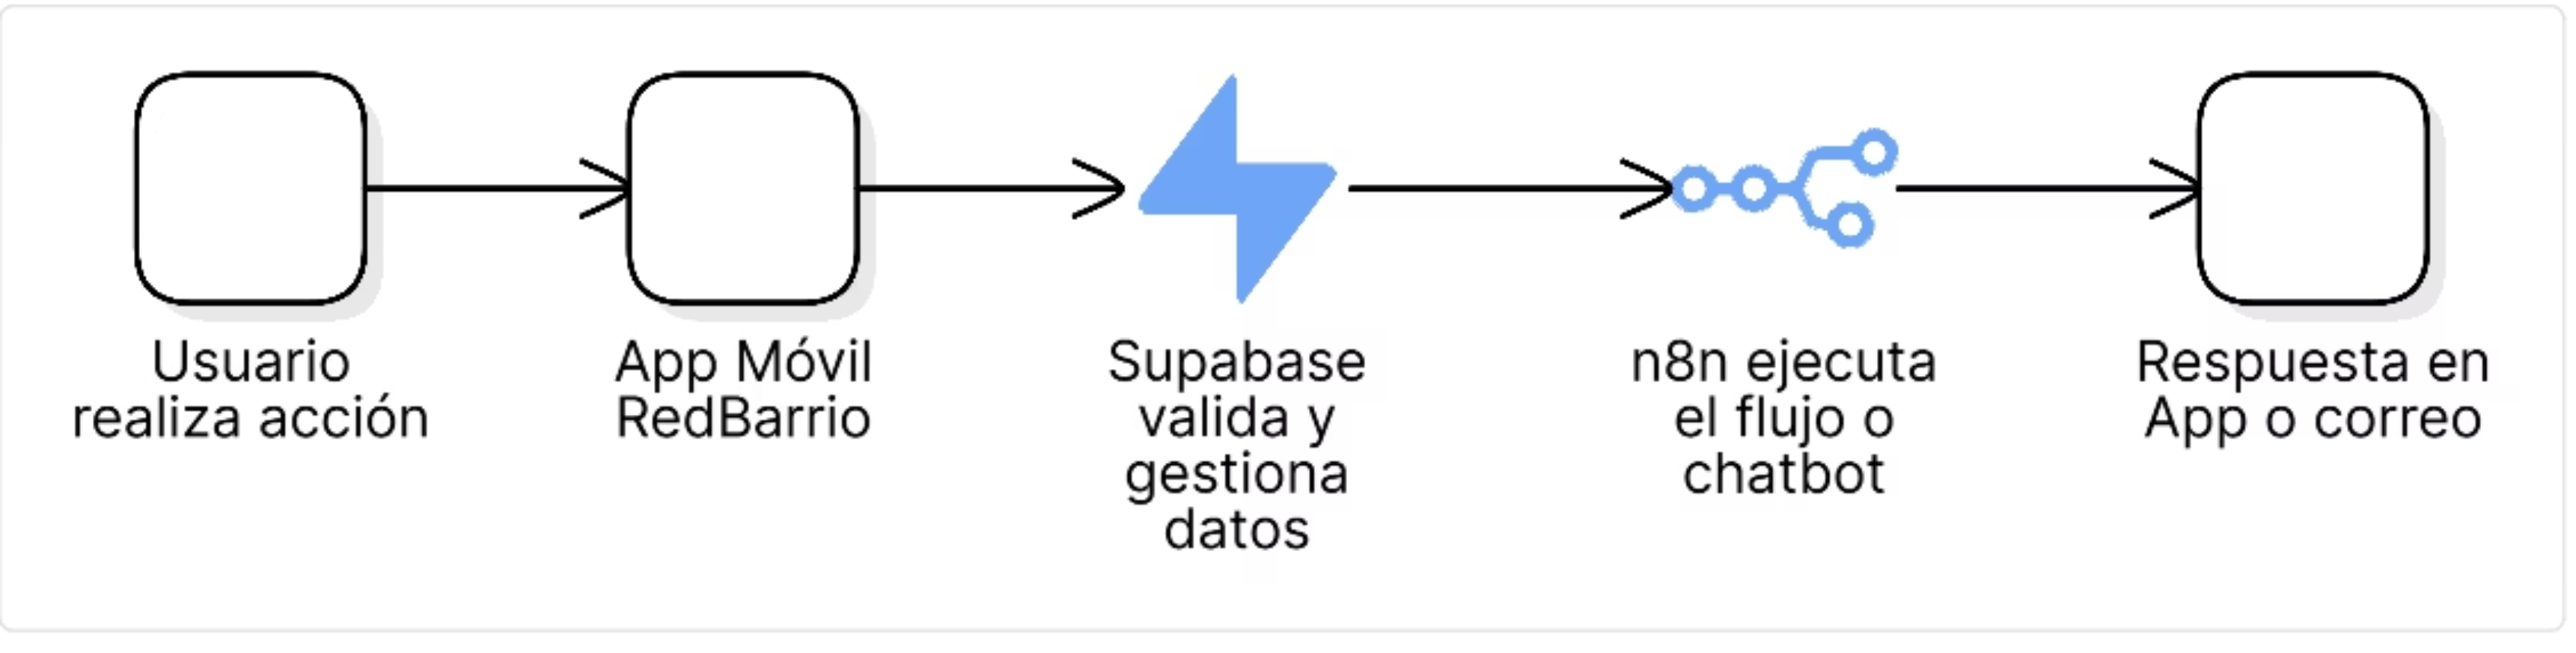 Usuario
realiza acción
App Móvil
RedBarrio
Supabase
valida y
gestiona
datos
n8n ejecuta
el flujo o
chatbot
Respuesta en
App o correo